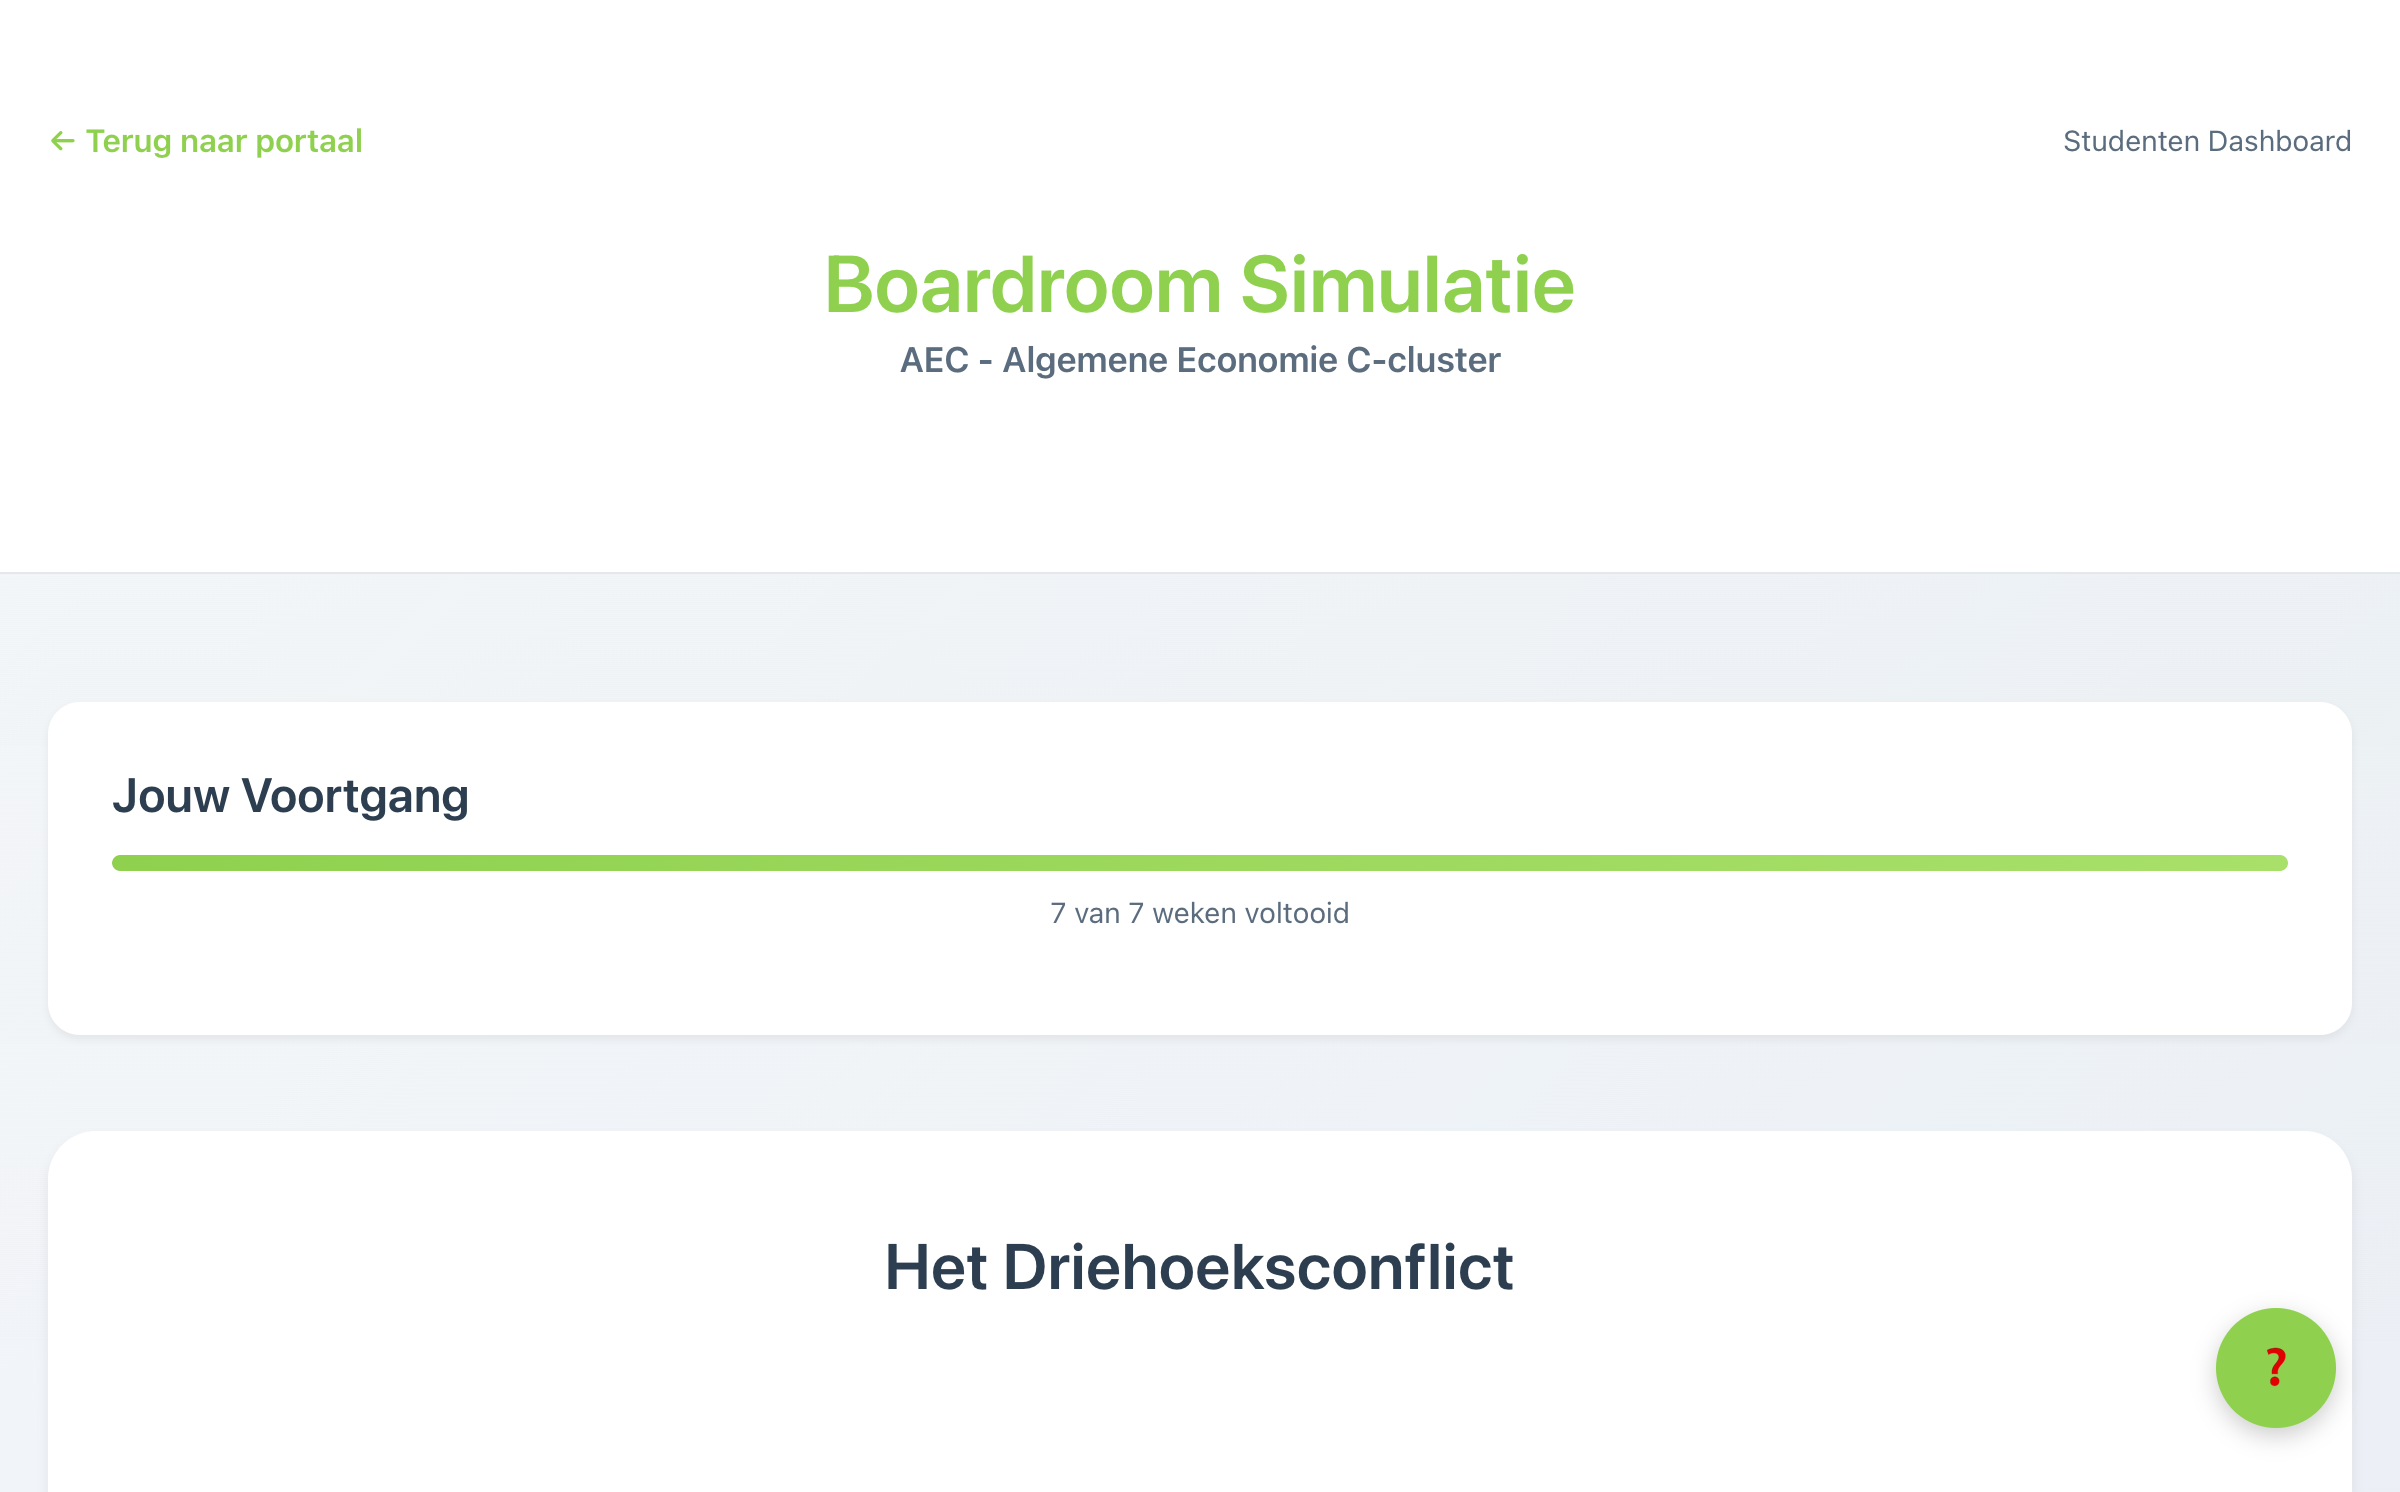 ← Terug naar portaal
Studenten Dashboard
Boardroom Simulatie
AEC - Algemene Economie C-cluster
Jouw Voortgang
7 van 7 weken voltooid
Het Driehoeksconflict
?